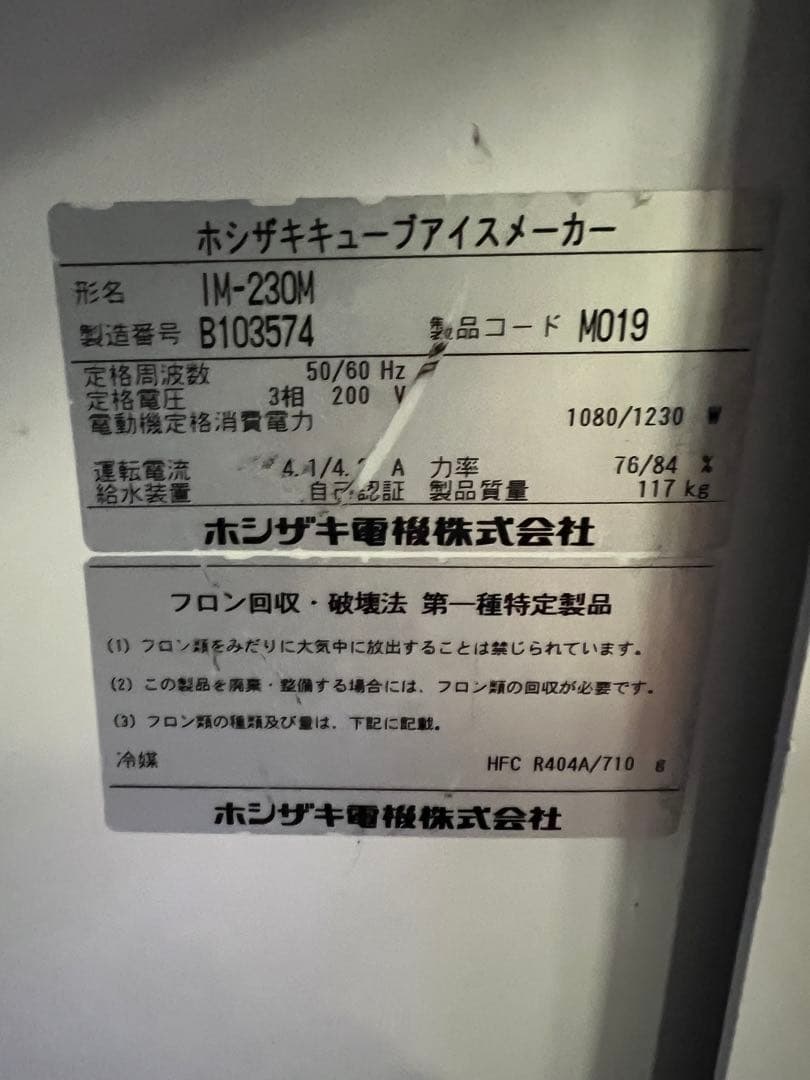 ホシザキキューブアイスメーカー
形名 IM-230M
製造番号 B103574 製品コード M019
定格周波数 50/60 Hz
定格電圧 3相 200 V
電動機定格消費電力 1080/1230 W
運転電流 4.1/4. A 力率 76/84 %
給水装置 自己認証 製品質量 117 kg
ホシザキ電機株式会社
フロン回収・破壊法 第一種特定製品
(1) フロン類をみだりに大気中に放出することは禁じられています。
(2) この製品を廃棄・整備する場合には、フロン類の回収が必要です。
(3) フロン類の種類及び量は、下記に記載。
冷媒 HFC R404A/710 g
ホシザキ電機株式会社